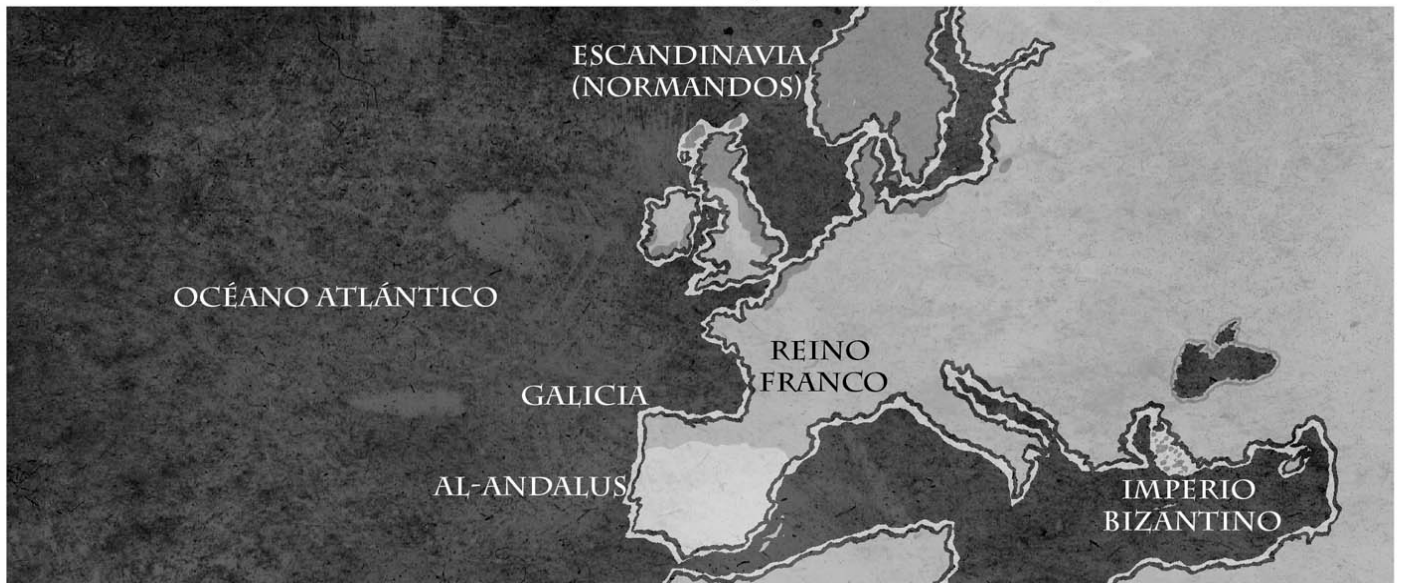 ESCANDINAVIA
(NORMANDOS)
OCÉANO ATLÁNTICO
REINO
FRANCO
GALICIA
AL-ANDALUS
IMPERIO
BIZANTINO